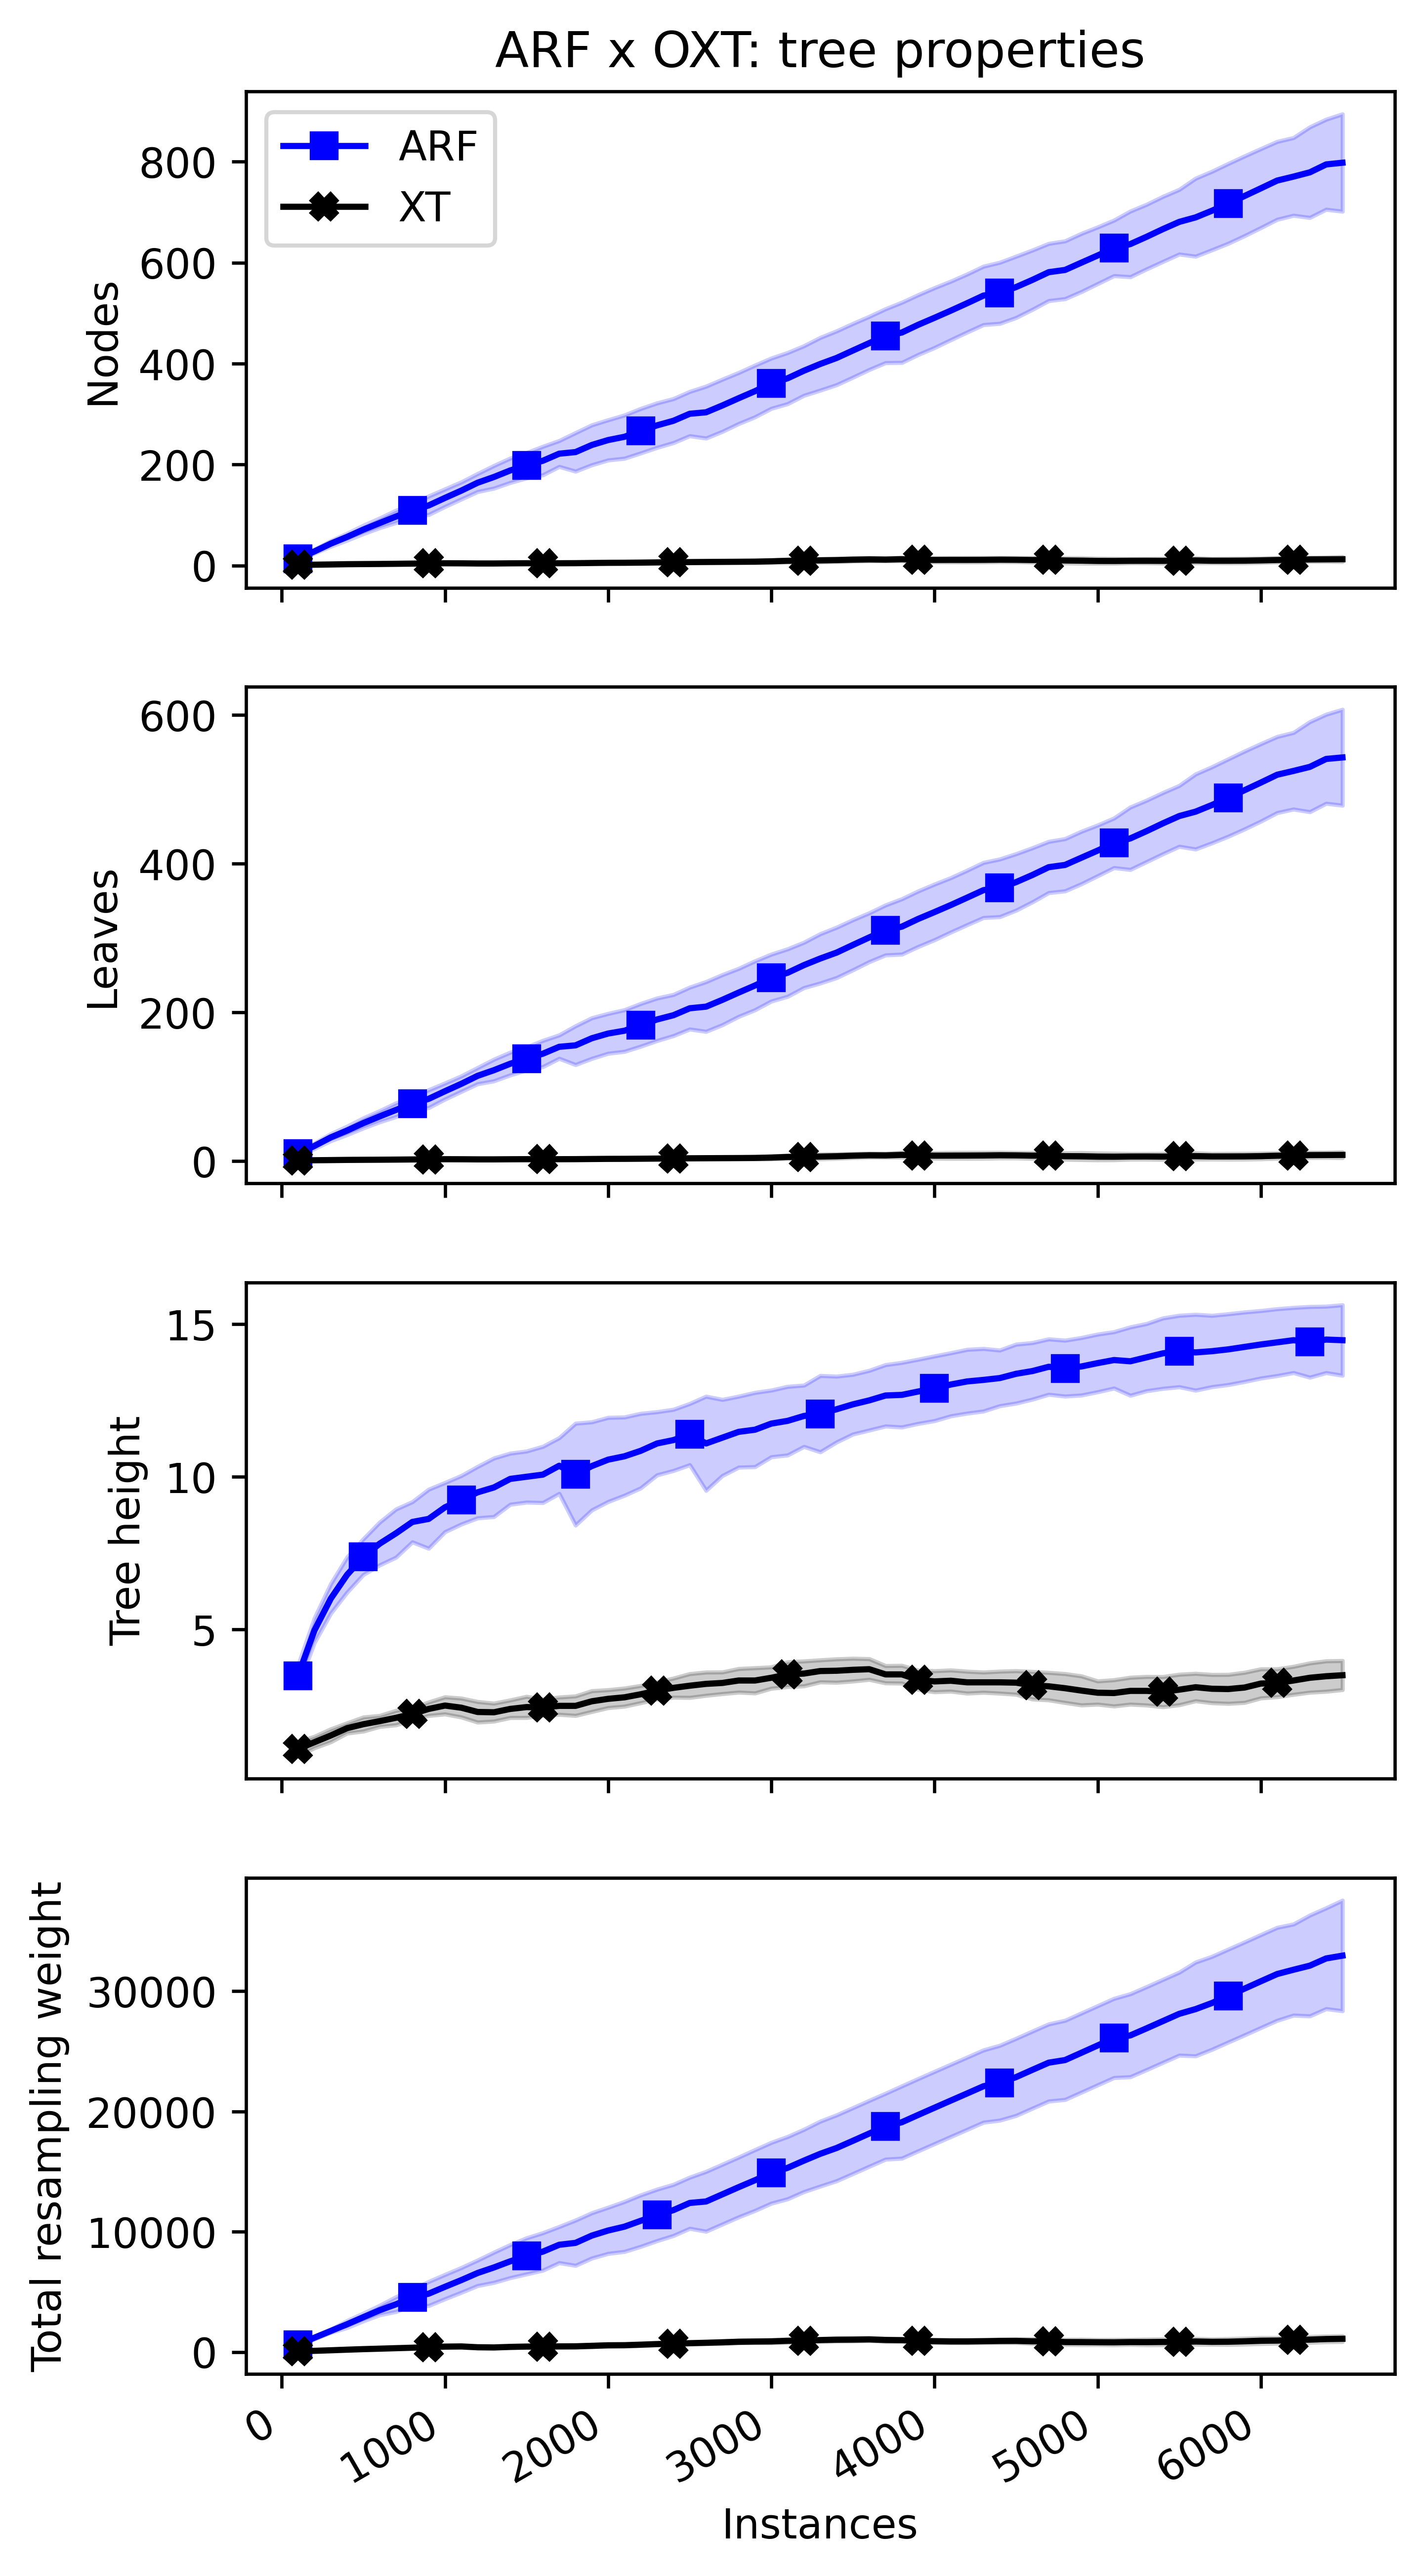 ARF x OXT: tree properties
ARF
XT
Nodes
800
600
400
200
0
Leaves
600
400
200
0
Tree height
15
10
5
Total resampling weight
30000
20000
10000
0
0
1000
2000
3000
4000
5000
6000
Instances